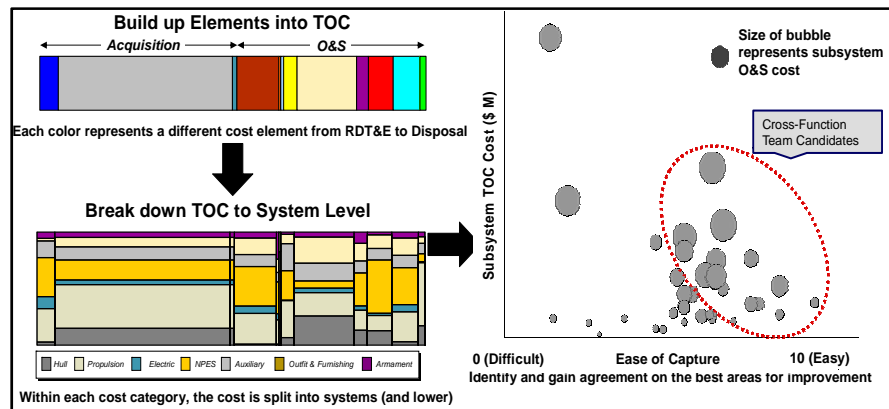 Build up Elements into TOC
Acquisition O&S
Each color represents a different cost element from RDT&E to Disposal
Break down TOC to System Level
Hull Propulsion Electric NPES Auxiliary Outfit & Furnishing Armament
Within each cost category, the cost is split into systems (and lower)
Size of bubble
represents subsystem
O&S cost
Cross-Function
Team Candidates
Subsystem TOC Cost ($ M)
0 (Difficult) Ease of Capture 10 (Easy)
Identify and gain agreement on the best areas for improvement